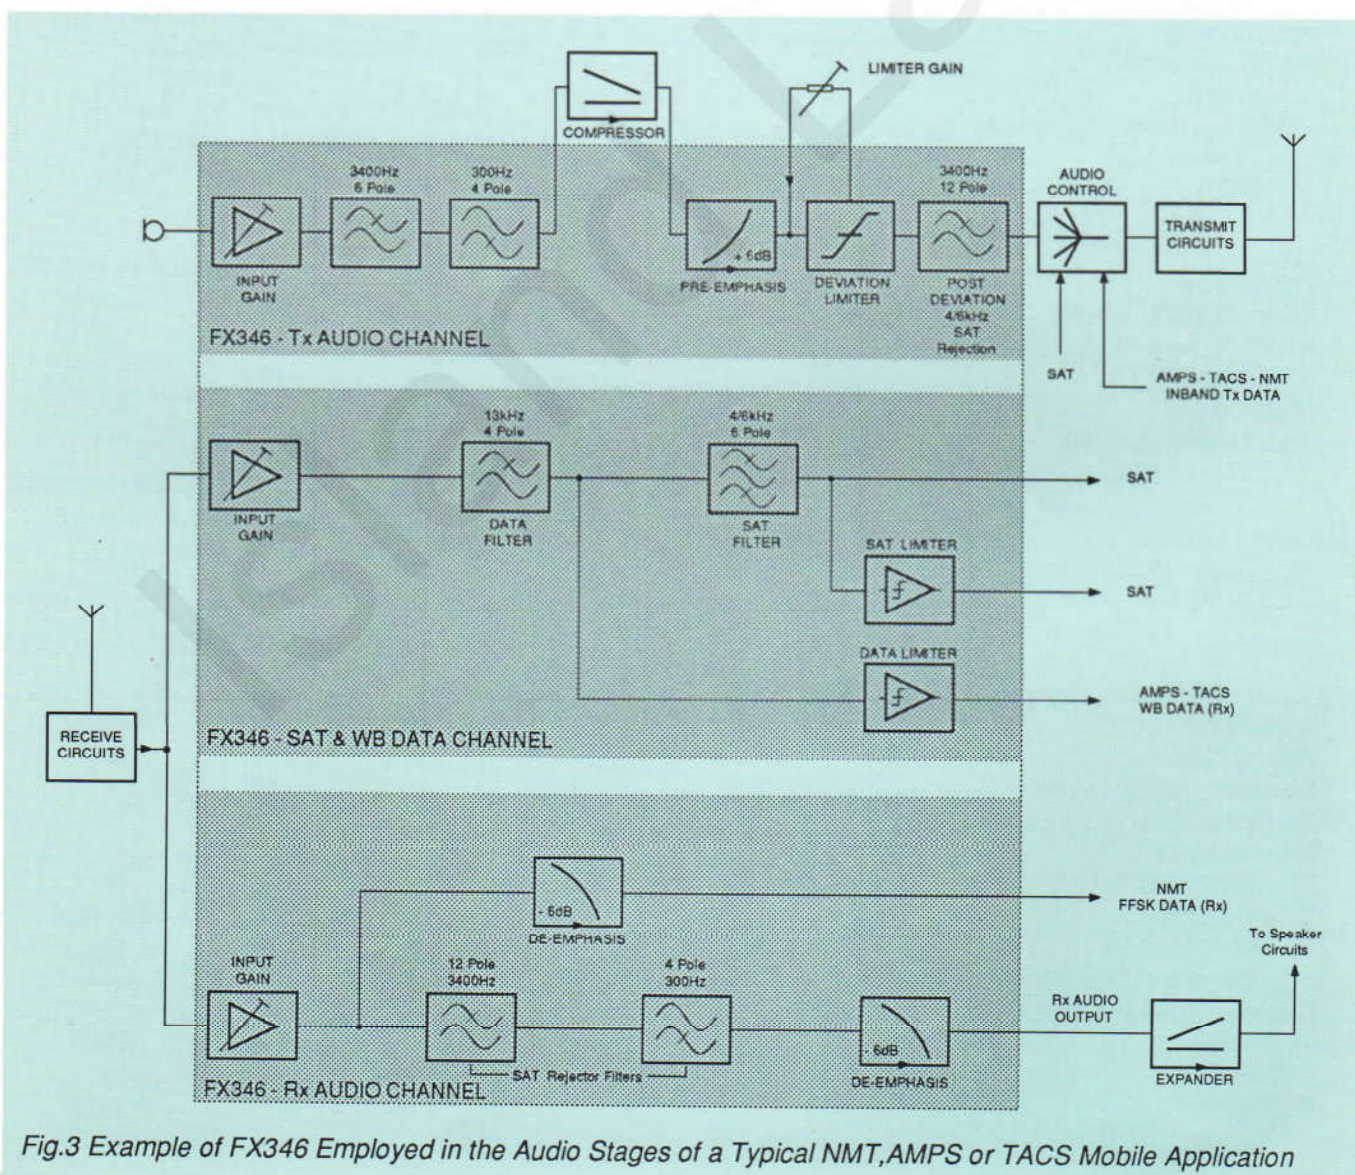 LIMITER GAIN
COMPRESSOR
3400Hz
6 Pole
300Hz
4 Pole
3400Hz
12 Pole
AUDIO
CONTROL
+ 6dB
TRANSMIT
CIRCUITS
INPUT
GAIN
PRE-EMPHASIS
DEVIATION
LIMITER
POST
DEVIATION
4/6kHz
SAT
Rejection
FX346 - Tx AUDIO CHANNEL
SAT
AMPS - TACS - NMT
INBAND Tx DATA
13kHz
4 Pole
4/6kHz
6 Pole
SAT
INPUT
GAIN
DATA
FILTER
SAT
FILTER
SAT LIMITER
SAT
DATA LIMITER
AMPS - TACS
WB DATA (Rx)
RECEIVE
CIRCUITS
FX346 - SAT & WB DATA CHANNEL
- 6dB
DE-EMPHASIS
NMT
FFSK DATA (Rx)
To Speaker
Circuits
INPUT
GAIN
12 Pole
3400Hz
4 Pole
300Hz
Rx AUDIO
OUTPUT
- 6dB
SAT Rejector Filters
DE-EMPHASIS
EXPANDER
FX346 - Rx AUDIO CHANNEL
Fig.3 Example of FX346 Employed in the Audio Stages of a Typical NMT,AMPS or TACS Mobile Application
Island La